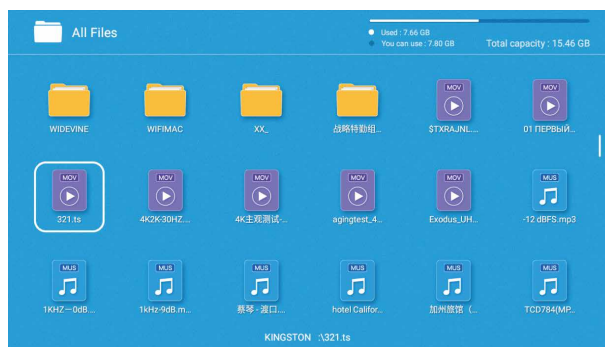 All Files
Used : 7.66 GB
You can use : 7.80 GB
Total capacity : 15.46 GB
WIDEVINE
WIFIMAC
XX_
战略特勤组...
MOV
$TXRAJNL....
MOV
01 ПЕРВЫЙ...
MOV
321.ts
MOV
4K2K-30HZ....
MOV
4K主观测试-...
MOV
agingtest_4...
MOV
Exodus_UH...
MUS
-12 dBFS.mp3
MUS
1KHZ—0dB....
MUS
1kHz-9dB.m...
MUS
蔡琴 - 渡口....
MUS
hotel Califor...
MUS
加州旅馆（...
MUS
TCD784(MP...
KINGSTON :\321.ts